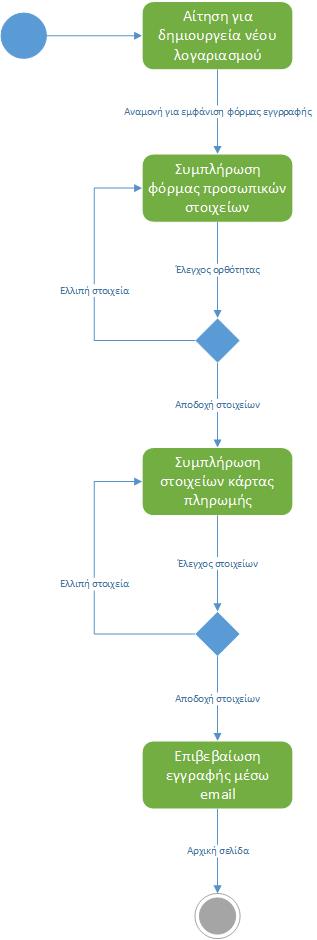 Αίτηση για
δημιουργεία νέου
λογαριασμού
Αναμονή για εμφάνιση φόρμας εγγρραφής
Συμπλήρωση
φόρμας προσωπικών
στοιχείων
Έλεγχος ορθότητας
Ελλιπή στοιχεία
Αποδοχή στοιχείων
Συμπλήρωση
στοιχείων κάρτας
πληρωμής
Έλεγχος στοιχείων
Ελλιπή στοιχεία
Αποδοχή στοιχείων
Επιβεβαίωση
εγγραφής μέσω
email
Αρχική σελίδα